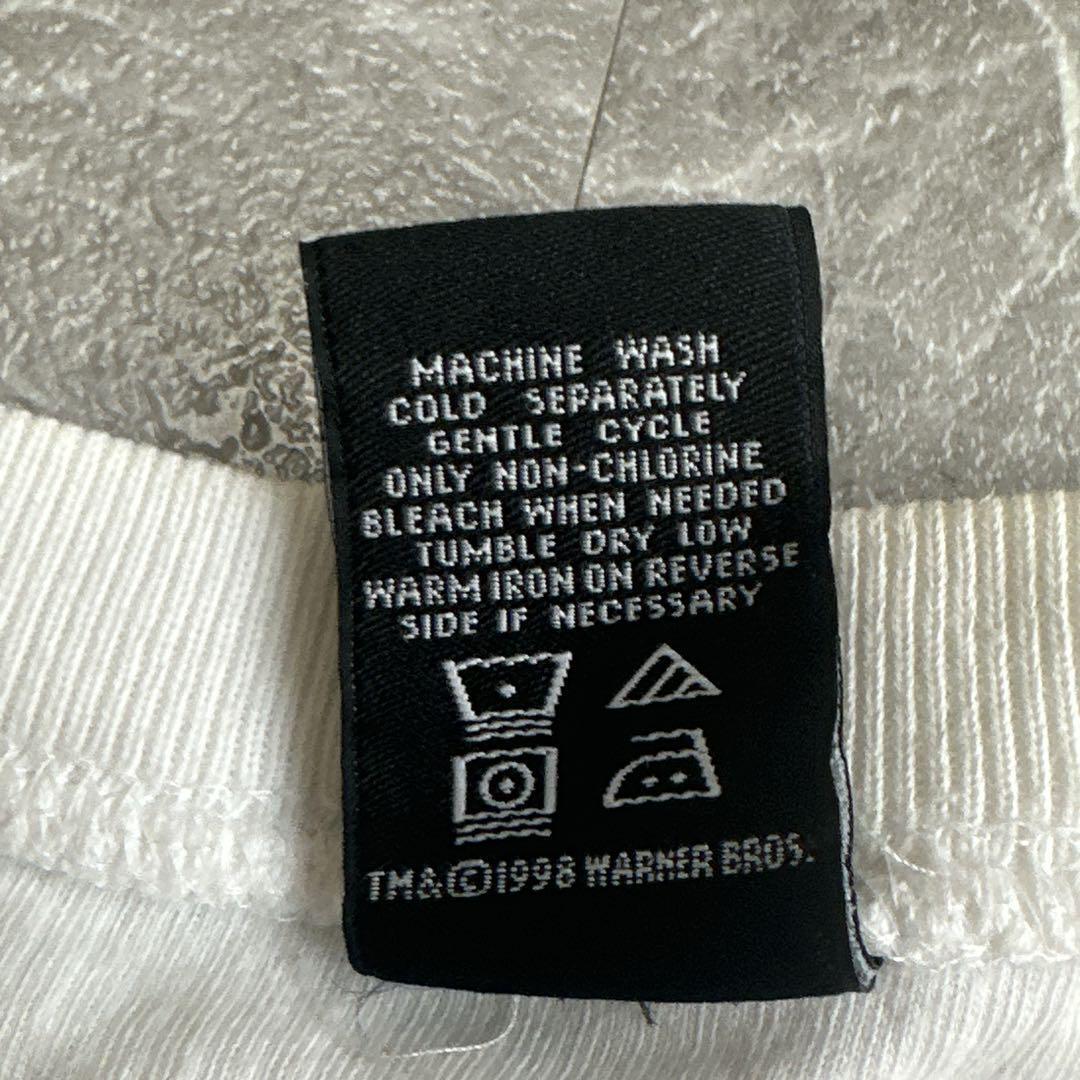 MACHINE WASH
COLD SEPARATELY
GENTLE CYCLE
ONLY NON-CHLORINE
BLEACH WHEN NEEDED
TUMBLE DRY LOW
WARM IRON ON REVERSE
SIDE IF NECESSARY
TM&©1998 WARNER BROS.